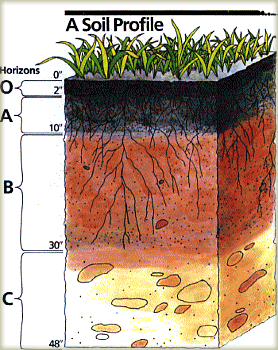 A Soil Profile
Horizons
0"
O
2"
A
10"
B
30"
C
48"